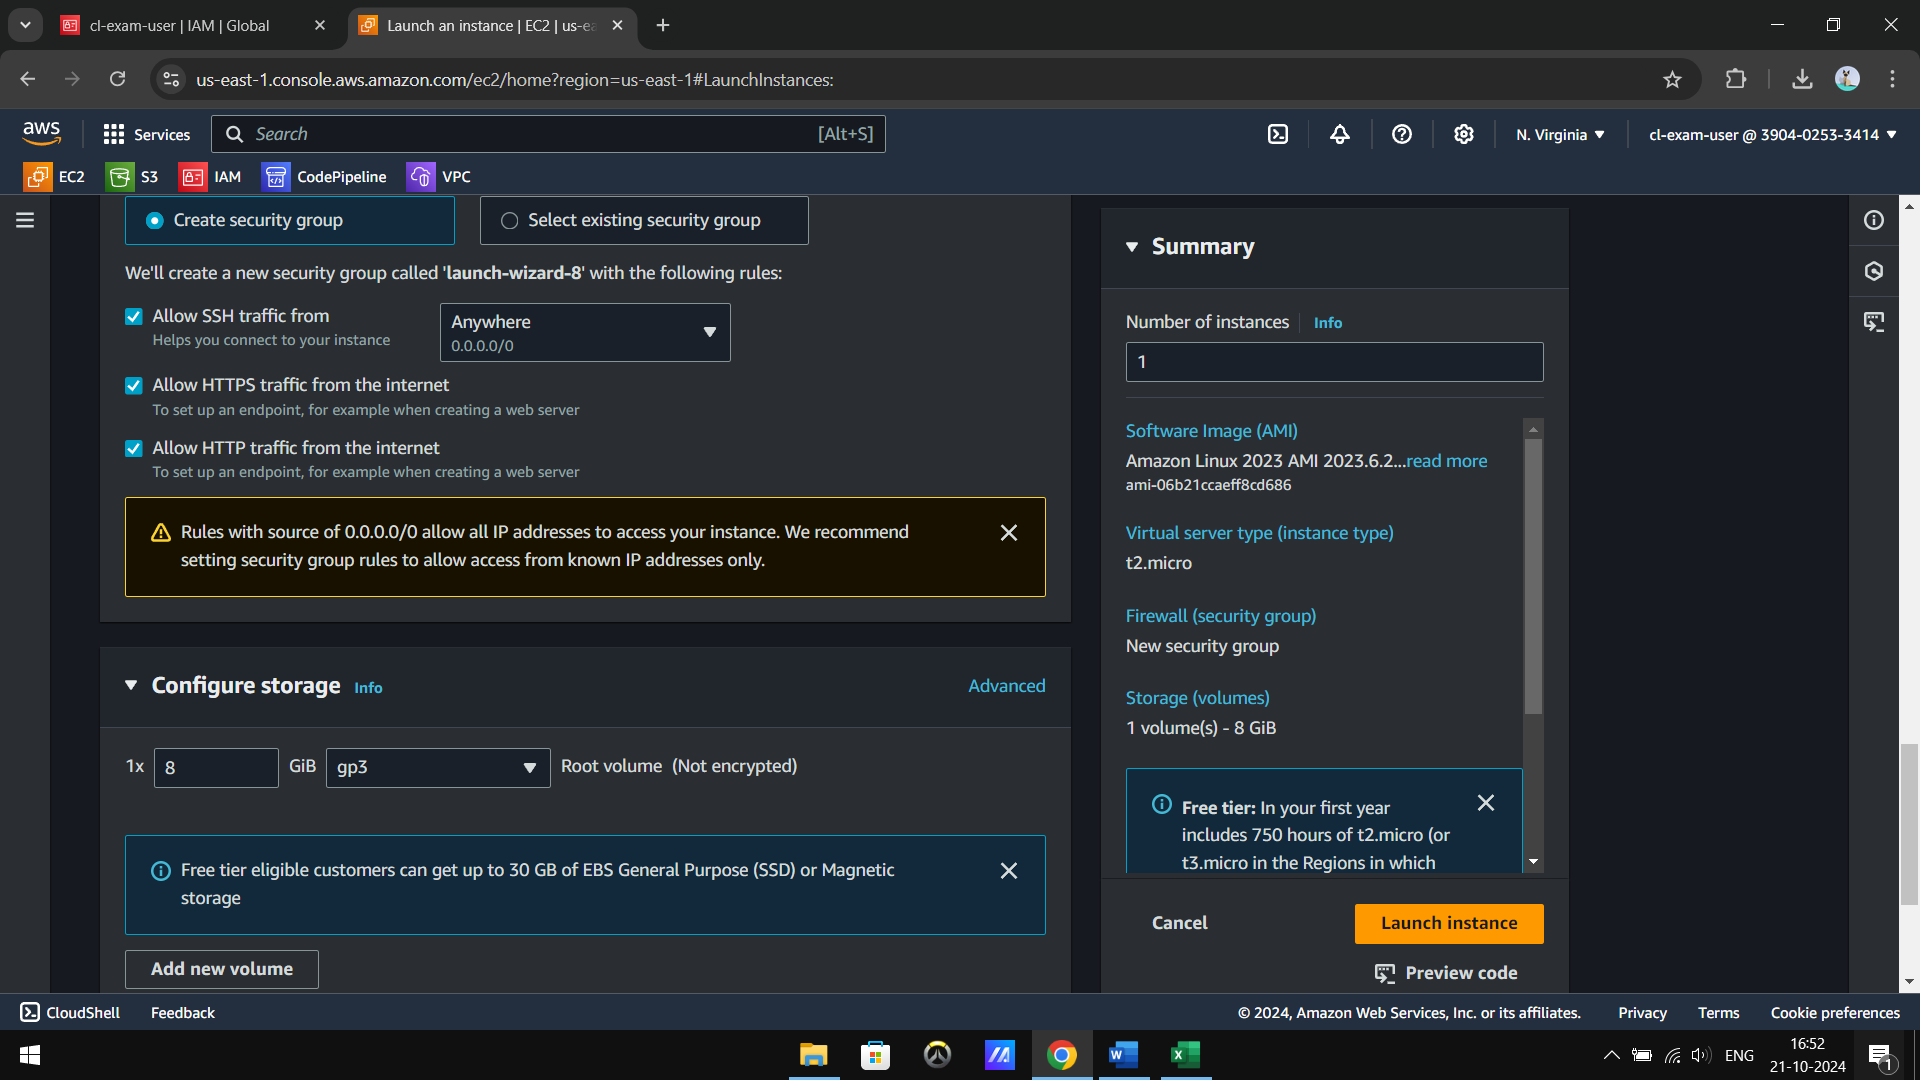 cl-exam-user | IAM | Global
Launch an instance | EC2 | us-ea
us-east-1.console.aws.amazon.com/ec2/home?region=us-east-1#LaunchInstances:
aws
Services
Search
[Alt+S]
N. Virginia
cl-exam-user @ 3904-0253-3414
EC2
S3
IAM
CodePipeline
VPC
Create security group
Select existing security group
We'll create a new security group called 'launch-wizard-8' with the following rules:
Allow SSH traffic from
Helps you connect to your instance
Anywhere
0.0.0.0/0
Allow HTTPS traffic from the internet
To set up an endpoint, for example when creating a web server
Allow HTTP traffic from the internet
To set up an endpoint, for example when creating a web server
Rules with source of 0.0.0.0/0 allow all IP addresses to access your instance. We recommend
setting security group rules to allow access from known IP addresses only.
Configure storage
Info
Advanced
1x
8
GiB
gp3
Root volume (Not encrypted)
Free tier eligible customers can get up to 30 GB of EBS General Purpose (SSD) or Magnetic
storage
Add new volume
Summary
Number of instances
Info
1
Software Image (AMI)
Amazon Linux 2023 AMI 2023.6.2...read more
ami-06b21ccaeff8cd686
Virtual server type (instance type)
t2.micro
Firewall (security group)
New security group
Storage (volumes)
1 volume(s) - 8 GiB
Free tier: In your first year
includes 750 hours of t2.micro (or
t3.micro in the Regions in which
Cancel
Launch instance
Preview code
CloudShell
Feedback
© 2024, Amazon Web Services, Inc. or its affiliates.
Privacy
Terms
Cookie preferences
ENG
16:52
21-10-2024
1